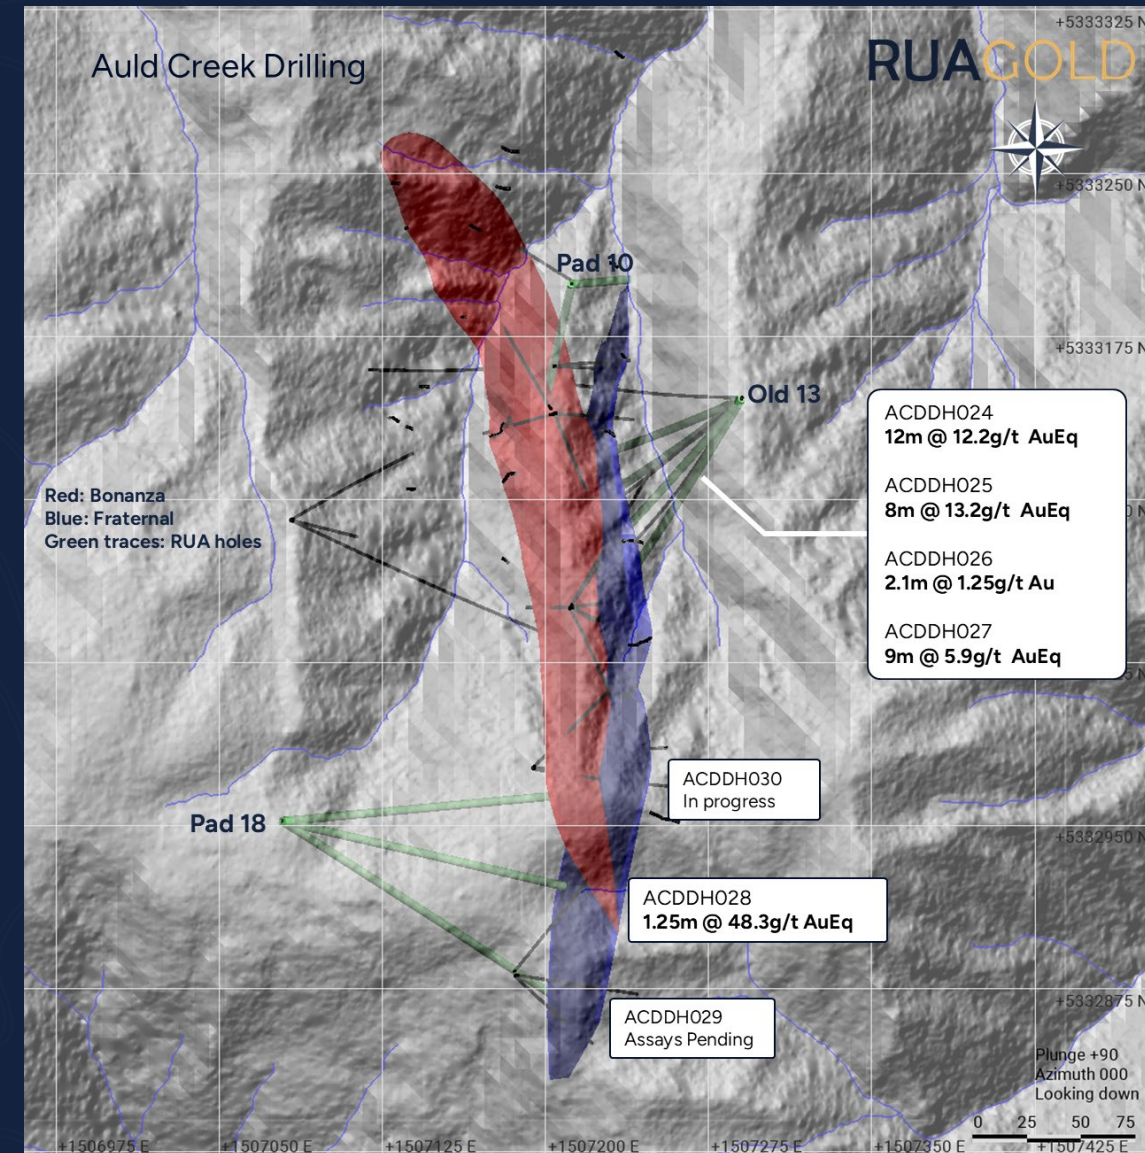 Auld Creek Drilling
RUAGOLD
+5333325 N
+5333250 N
Pad 10
+5333175 N
Old 13
ACDDH024
12m @ 12.2g/t AuEq
ACDDH025
8m @ 13.2g/t AuEq
ACDDH026
2.1m @ 1.25g/t Au
ACDDH027
9m @ 5.9g/t AuEq
Red: Bonanza
Blue: Fraternal
Green traces: RUA holes
ACDDH030
In progress
Pad 18
+5332950 N
ACDDH028
1.25m @ 48.3g/t AuEq
+5332875 N
ACDDH029
Assays Pending
Plunge +90
Azimuth 000
Looking down
0 25 50 75
+1506975 E +1507050 E +1507125 E +1507200 E +1507275 E +1507350 E +1507425 E